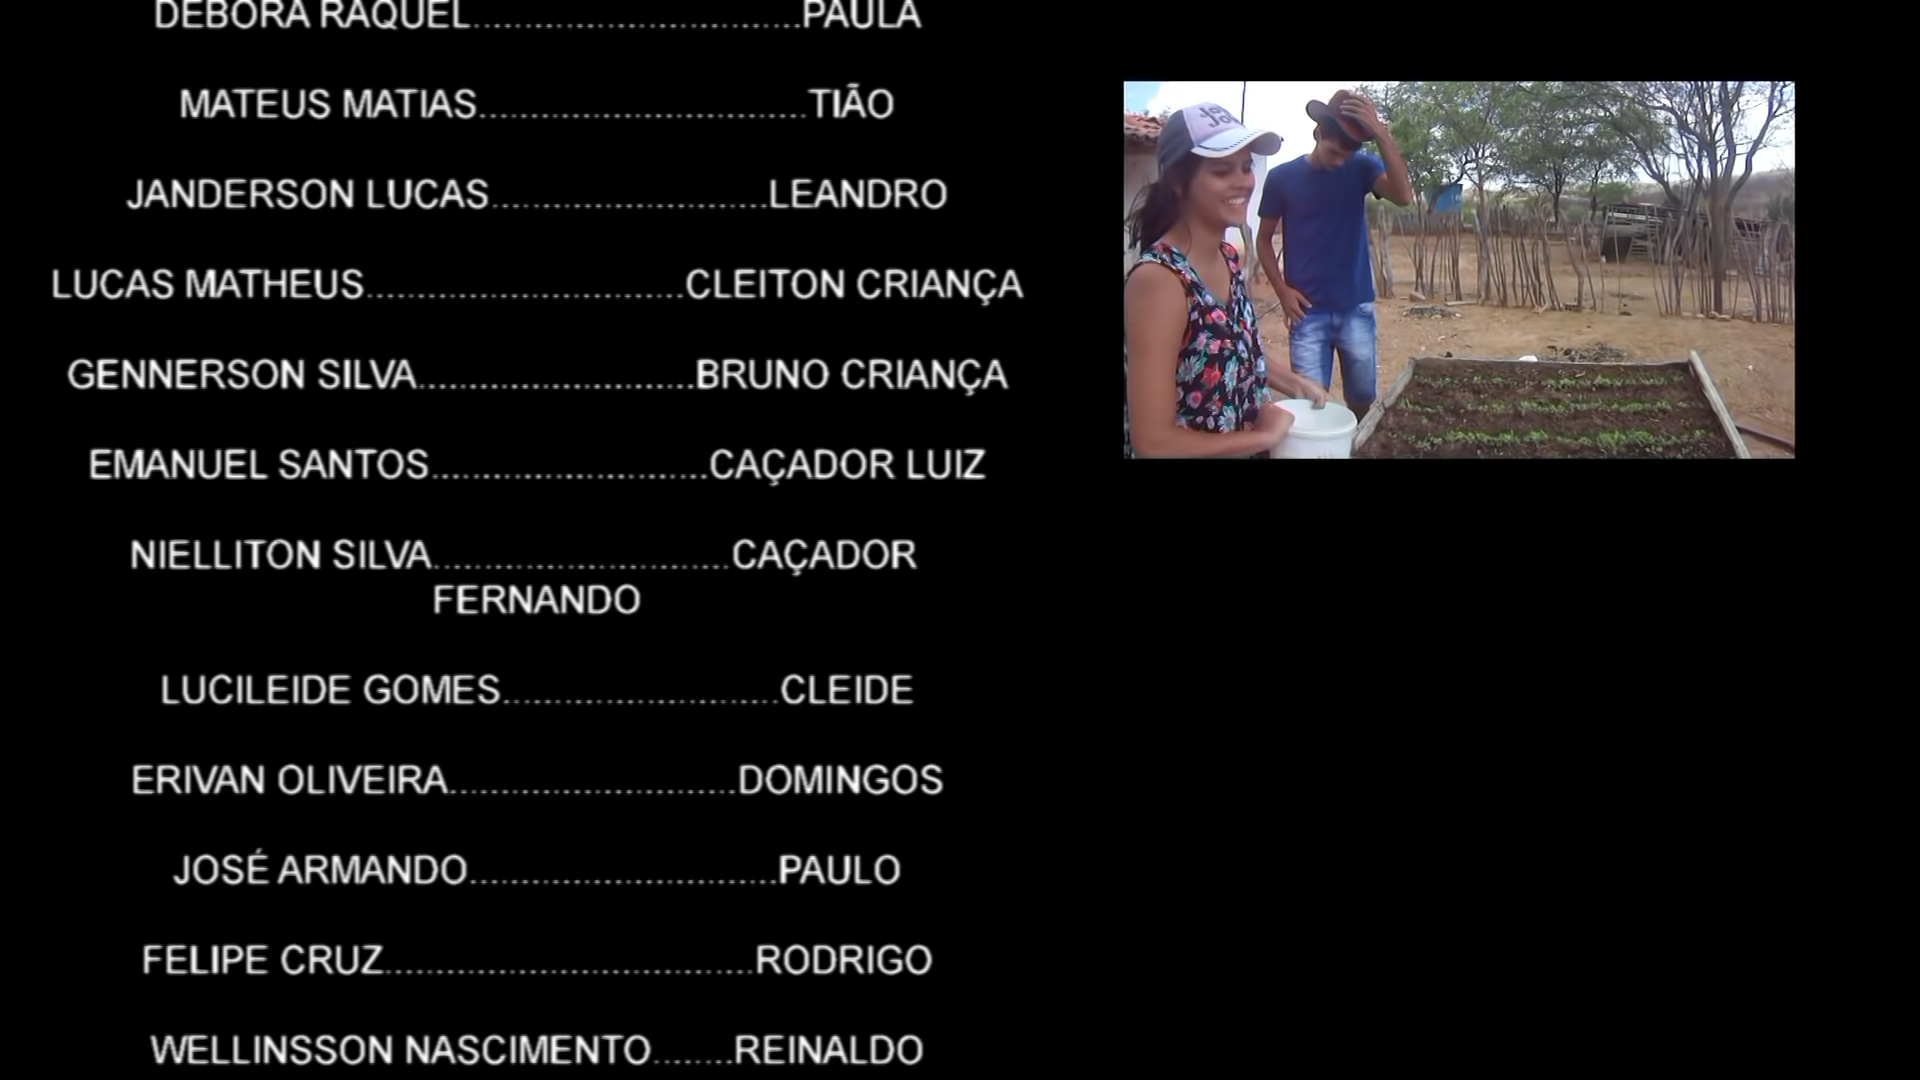 DEBORA RAQUEL................................PAULA
MATEUS MATIAS................................TIÃO
JANDERSON LUCAS...........................LEANDRO
LUCAS MATHEUS...............................CLEITON CRIANÇA
GENNERSON SILVA...........................BRUNO CRIANÇA
EMANUEL SANTOS...........................CAÇADOR LUIZ
NIELLITON SILVA.............................CAÇADOR
FERNANDO
LUCILEIDE GOMES...........................CLEIDE
ERIVAN OLIVEIRA............................DOMINGOS
JOSÉ ARMANDO..............................PAULO
FELIPE CRUZ....................................RODRIGO
WELLINSSON NASCIMENTO........REINALDO